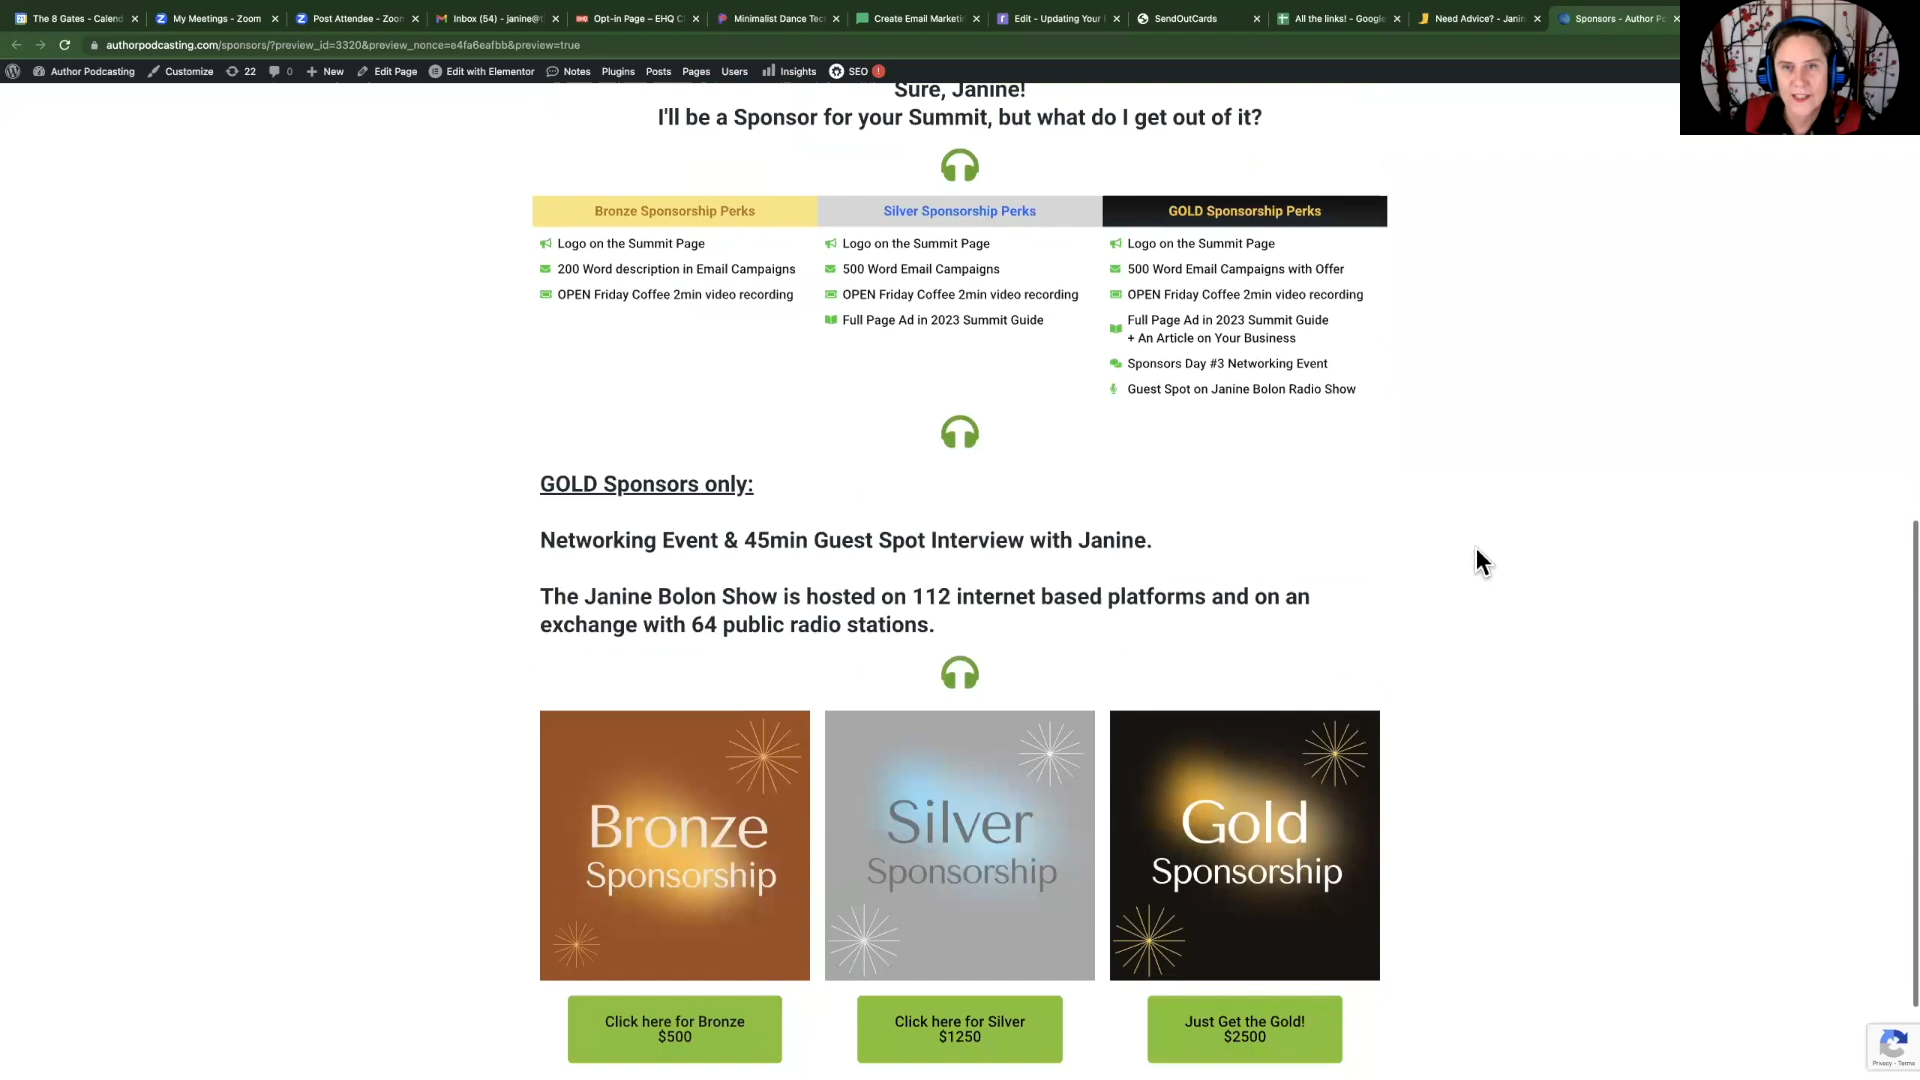 The 8 Gates - Calend
My Meetings - Zoom
Post Attendee - Zoon
Inbox (54) - janine@t
Opt-in Page – EHQ C
Minimalist Dance Tec
Create Email Marketin
Edit - Updating Your
SendOutCards
All the links! - Google
Need Advice? - Janin
Sponsors - Author Po
authorpodcasting.com/sponsors/?preview_id=3320&preview_nonce=e4fa6eafbb&preview=true
Author Podcasting Customize 22 0 New Edit Page Edit with Elementor Notes Plugins Posts Pages Users Insights SEO !
Sure, Janine!
I'll be a Sponsor for your Summit, but what do I get out of it?
Bronze Sponsorship Perks
Logo on the Summit Page
200 Word description in Email Campaigns
OPEN Friday Coffee 2min video recording
Silver Sponsorship Perks
Logo on the Summit Page
500 Word Email Campaigns
OPEN Friday Coffee 2min video recording
Full Page Ad in 2023 Summit Guide
GOLD Sponsorship Perks
Logo on the Summit Page
500 Word Email Campaigns with Offer
OPEN Friday Coffee 2min video recording
Full Page Ad in 2023 Summit Guide
+ An Article on Your Business
Sponsors Day #3 Networking Event
Guest Spot on Janine Bolon Radio Show
GOLD Sponsors only:
Networking Event & 45min Guest Spot Interview with Janine.
The Janine Bolon Show is hosted on 112 internet based platforms and on an
exchange with 64 public radio stations.
Bronze
Sponsorship
Silver
Sponsorship
Gold
Sponsorship
Click here for Bronze
$500
Click here for Silver
$1250
Just Get the Gold!
$2500
Privacy - Terms